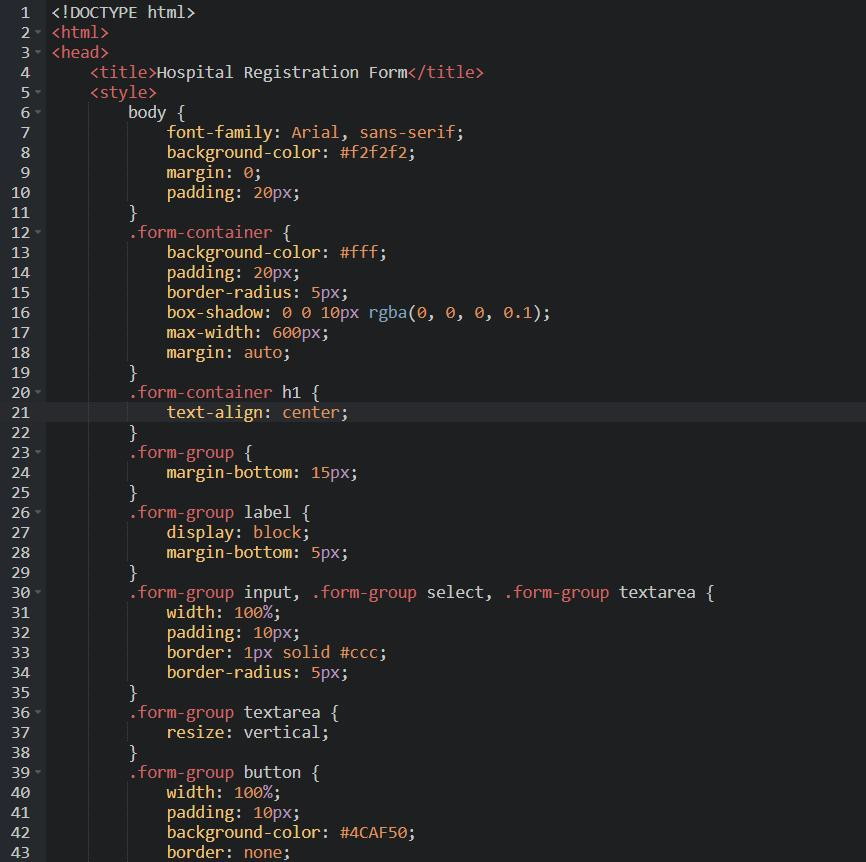 1 <!DOCTYPE html>
2 <html>
3 <head>
4     <title>Hospital Registration Form</title>
5     <style>
6         body {
7             font-family: Arial, sans-serif;
8             background-color: #f2f2f2;
9             margin: 0;
10             padding: 20px;
11         }
12         .form-container {
13             background-color: #fff;
14             padding: 20px;
15             border-radius: 5px;
16             box-shadow: 0 0 10px rgba(0, 0, 0, 0.1);
17             max-width: 600px;
18             margin: auto;
19         }
20         .form-container h1 {
21             text-align: center;
22         }
23         .form-group {
24             margin-bottom: 15px;
25         }
26         .form-group label {
27             display: block;
28             margin-bottom: 5px;
29         }
30         .form-group input, .form-group select, .form-group textarea {
31             width: 100%;
32             padding: 10px;
33             border: 1px solid #ccc;
34             border-radius: 5px;
35         }
36         .form-group textarea {
37             resize: vertical;
38         }
39         .form-group button {
40             width: 100%;
41             padding: 10px;
42             background-color: #4CAF50;
43             border: none;